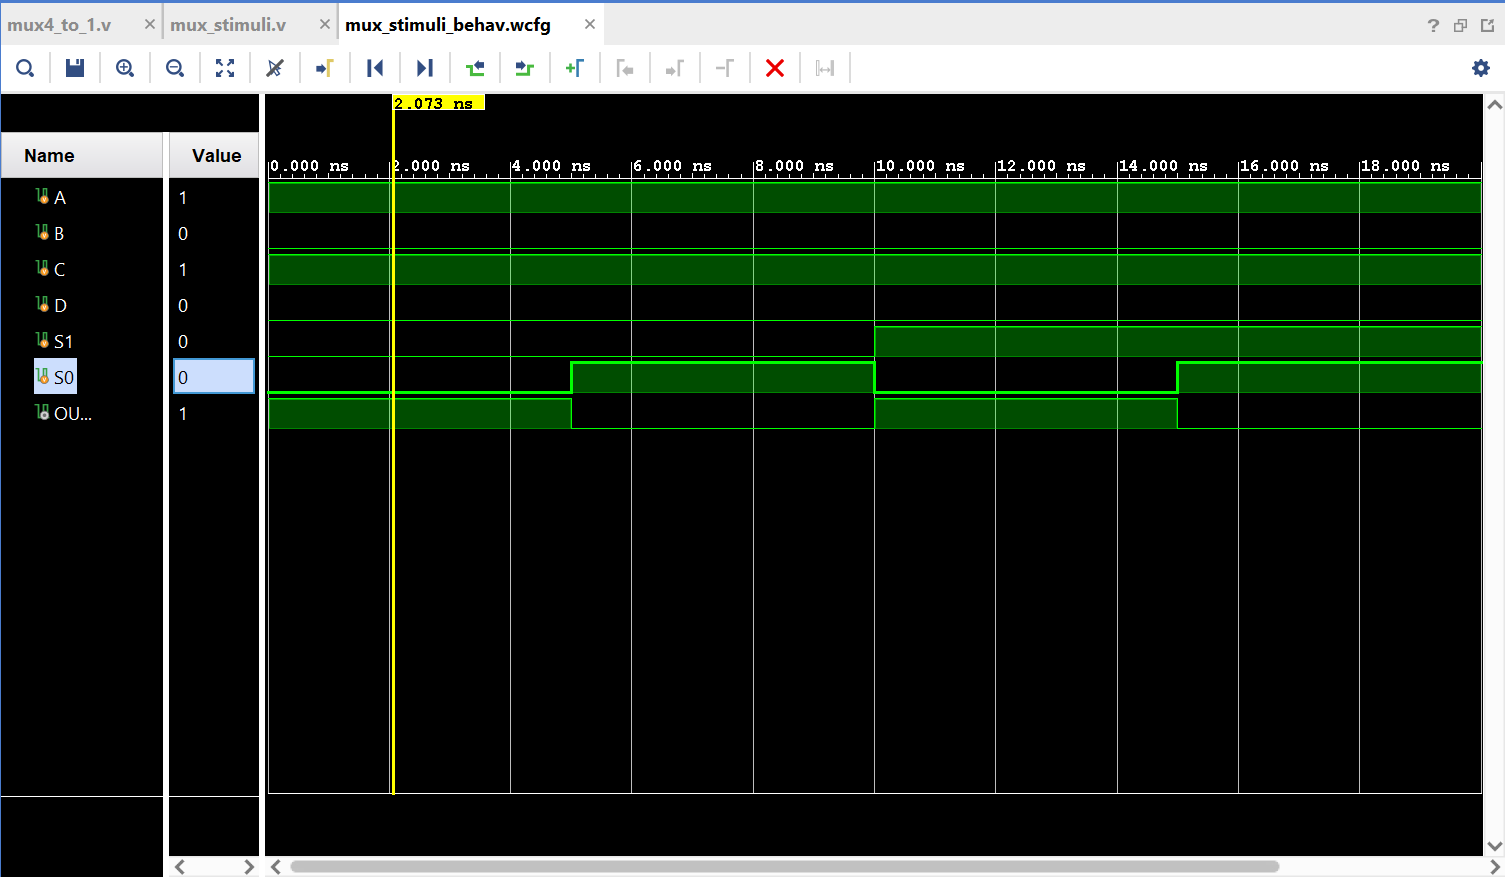 mux4_to_1.v × mux_stimuli.v × mux_stimuli_behav.wcfg × ?
2.073 ns
Name Value
0.000 ns 2.000 ns 4.000 ns 6.000 ns 8.000 ns 10.000 ns 12.000 ns 14.000 ns 16.000 ns 18.000 ns
A 1
B 0
C 1
D 0
S1 0
S0 0
OU... 1